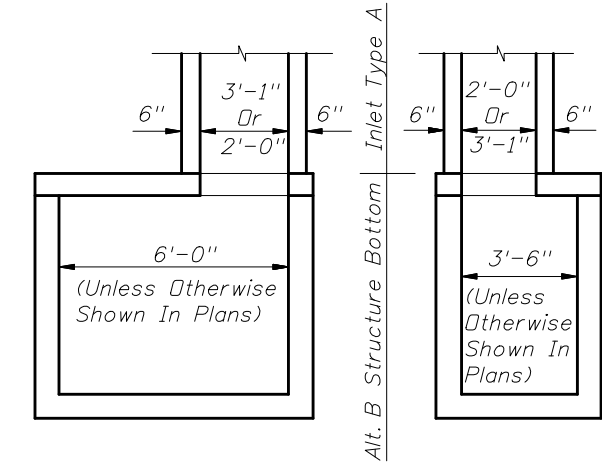 6"
3'-1"
Or
2'-0"
6"
6'-0"
(Unless Otherwise
Shown In Plans)
Inlet Type A
Alt. B Structure Bottom
6"
2'-0"
Or
3'-1"
6"
3'-6"
(Unless
Otherwise
Shown In
Plans)